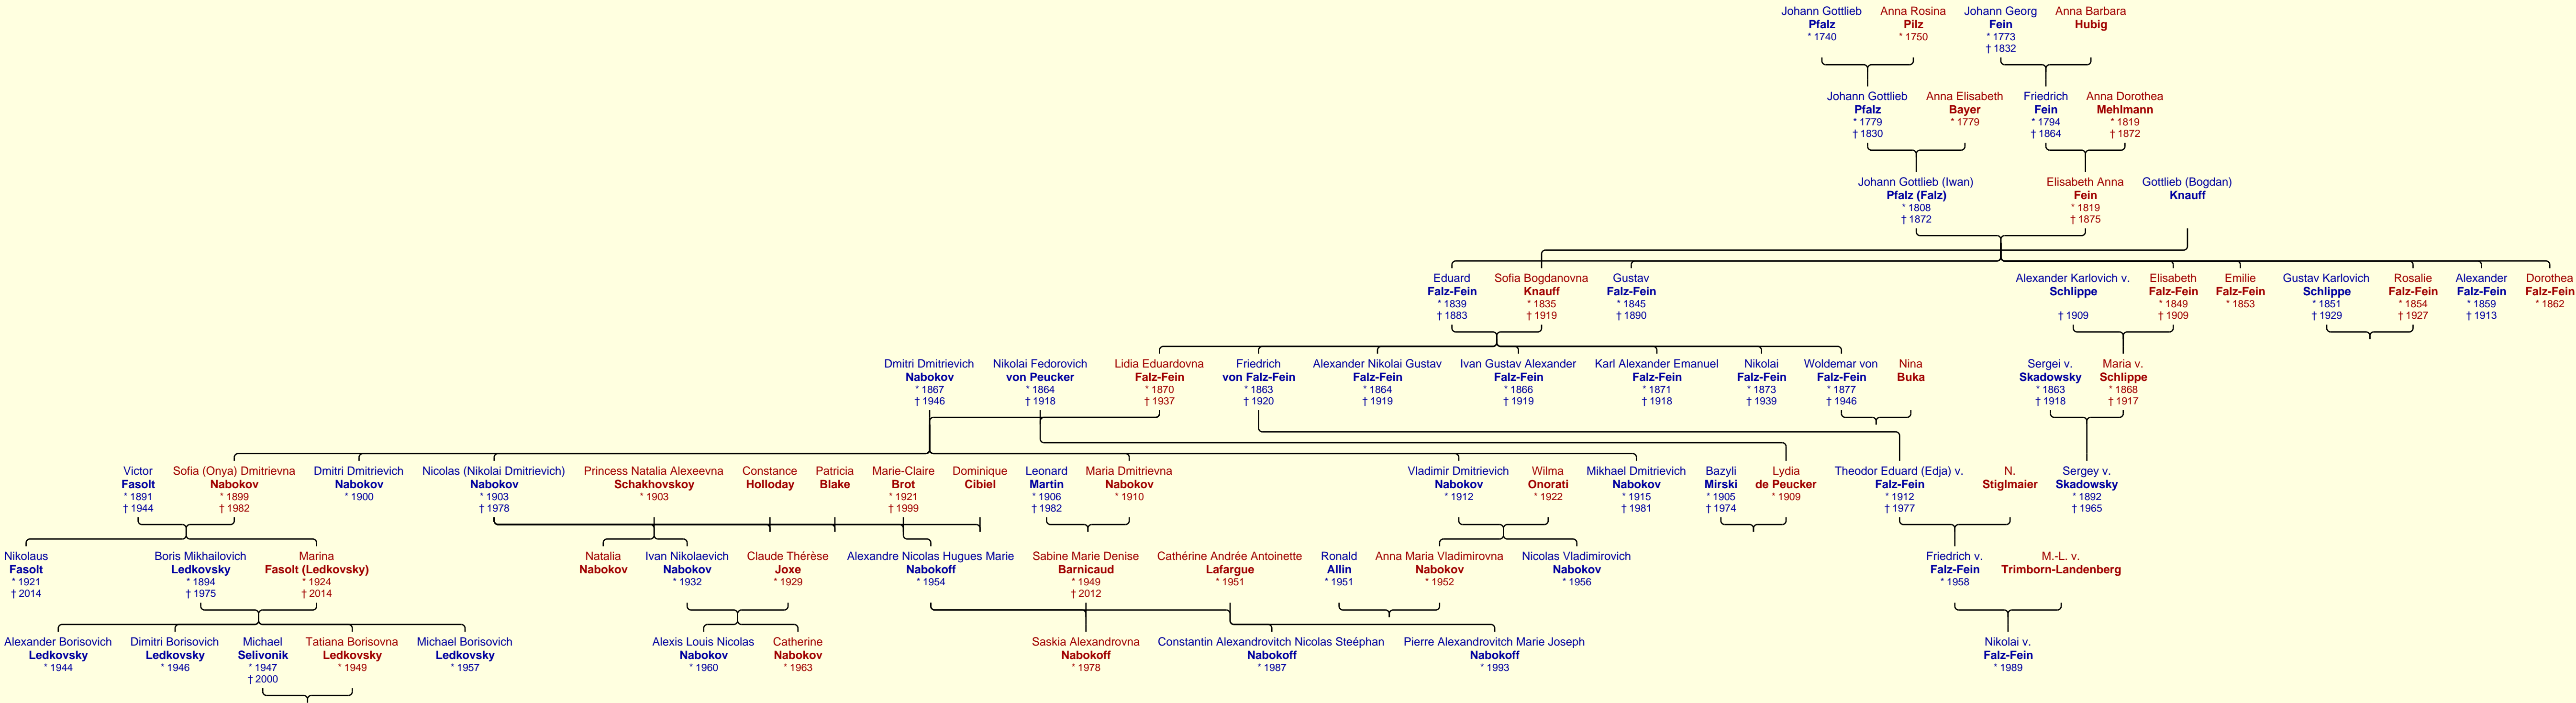 Johann Gottlieb
Pfalz
* 1740
Anna Rosina
Pilz
* 1750
Johann Georg
Fein
* 1773
† 1832
Anna Barbara
Hubig
Johann Gottlieb
Pfalz
* 1779
† 1830
Anna Elisabeth
Bayer
* 1779
Friedrich
Fein
* 1794
† 1864
Anna Dorothea
Mehlmann
* 1819
† 1872
Johann Gottlieb (Iwan)
Pfalz (Falz)
* 1808
† 1872
Elisabeth Anna
Fein
* 1819
† 1875
Gottlieb (Bogdan)
Knauff
Eduard
Falz-Fein
* 1839
† 1883
Sofia Bogdanovna
Knauff
* 1835
† 1919
Gustav
Falz-Fein
* 1845
† 1890
Alexander Karlovich v.
Schlippe
† 1909
Elisabeth
Falz-Fein
* 1849
† 1909
Emilie
Falz-Fein
* 1853
Gustav Karlovich
Schlippe
* 1851
† 1929
Rosalie
Falz-Fein
* 1854
† 1927
Alexander
Falz-Fein
* 1859
† 1913
Dorothea
Falz-Fein
* 1862
Dmitri Dmitrievich
Nabokov
* 1867
† 1946
Nikolai Fedorovich
von Peucker
* 1864
† 1918
Lidia Eduardovna
Falz-Fein
* 1870
† 1937
Friedrich
von Falz-Fein
* 1863
† 1920
Alexander Nikolai Gustav
Falz-Fein
* 1864
† 1919
Ivan Gustav Alexander
Falz-Fein
* 1866
† 1919
Karl Alexander Emanuel
Falz-Fein
* 1871
† 1918
Nikolai
Falz-Fein
* 1873
† 1939
Woldemar von
Falz-Fein
* 1877
† 1946
Nina
Buka
Sergei v.
Skadowsky
* 1863
† 1918
Maria v.
Schlippe
* 1868
† 1917
Victor
Fasolt
* 1891
† 1944
Sofia (Onya) Dmitrievna
Nabokov
* 1899
† 1982
Dmitri Dmitrievich
Nabokov
* 1900
Nicolas (Nikolai Dmitrievich)
Nabokov
* 1903
† 1978
Princess Natalia Alexeevna
Schakhovskoy
* 1903
Constance
Holloday
Patricia
Blake
Marie-Claire
Brot
* 1921
† 1999
Dominique
Cibiel
Leonard
Martin
* 1906
† 1982
Maria Dmitrievna
Nabokov
* 1910
Vladimir Dmitrievich
Nabokov
* 1912
Wilma
Onorati
* 1922
Mikhael Dmitrievich
Nabokov
* 1915
† 1981
Bazyli
Mirski
* 1905
† 1974
Lydia
de Peucker
* 1909
Theodor Eduard (Edja) v.
Falz-Fein
* 1912
† 1977
N.
Stiglmaier
Sergey v.
Skadowsky
* 1892
† 1965
Nikolaus
Fasolt
* 1921
† 2014
Boris Mikhailovich
Ledkovsky
* 1894
† 1975
Marina
Fasolt (Ledkovsky)
* 1924
† 2014
Natalia
Nabokov
Ivan Nikolaevich
Nabokov
* 1932
Claude Thérèse
Joxe
* 1929
Alexandre Nicolas Hugues Marie
Nabokoff
* 1954
Sabine Marie Denise
Barnicaud
* 1949
† 2012
Cathérine Andrée Antoinette
Lafargue
* 1951
Ronald
Allin
* 1951
Anna Maria Vladimirovna
Nabokov
* 1952
Nicolas Vladimirovich
Nabokov
* 1956
Friedrich v.
Falz-Fein
* 1958
M.-L. v.
Trimborn-Landenberg
Alexander Borisovich
Ledkovsky
* 1944
Dimitri Borisovich
Ledkovsky
* 1946
Michael
Selivonik
* 1947
† 2000
Tatiana Borisovna
Ledkovsky
* 1949
Michael Borisovich
Ledkovsky
* 1957
Alexis Louis Nicolas
Nabokov
* 1960
Catherine
Nabokov
* 1963
Saskia Alexandrovna
Nabokoff
* 1978
Constantin Alexandrovitch Nicolas Steéphan
Nabokoff
* 1987
Pierre Alexandrovitch Marie Joseph
Nabokoff
* 1993
Nikolai v.
Falz-Fein
* 1989